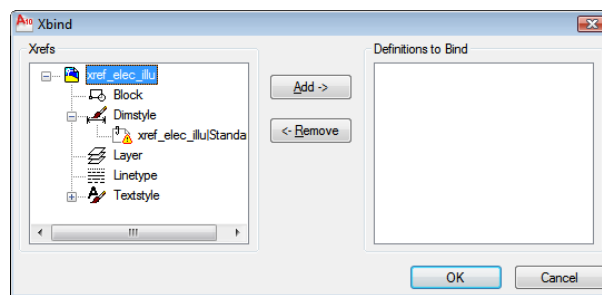 Xbind
Xrefs
xref_elec_illu
Block
Dimstyle
xref_elec_illu|Standa
Layer
Linetype
Textstyle
Add ->
<- Remove
Definitions to Bind
OK
Cancel